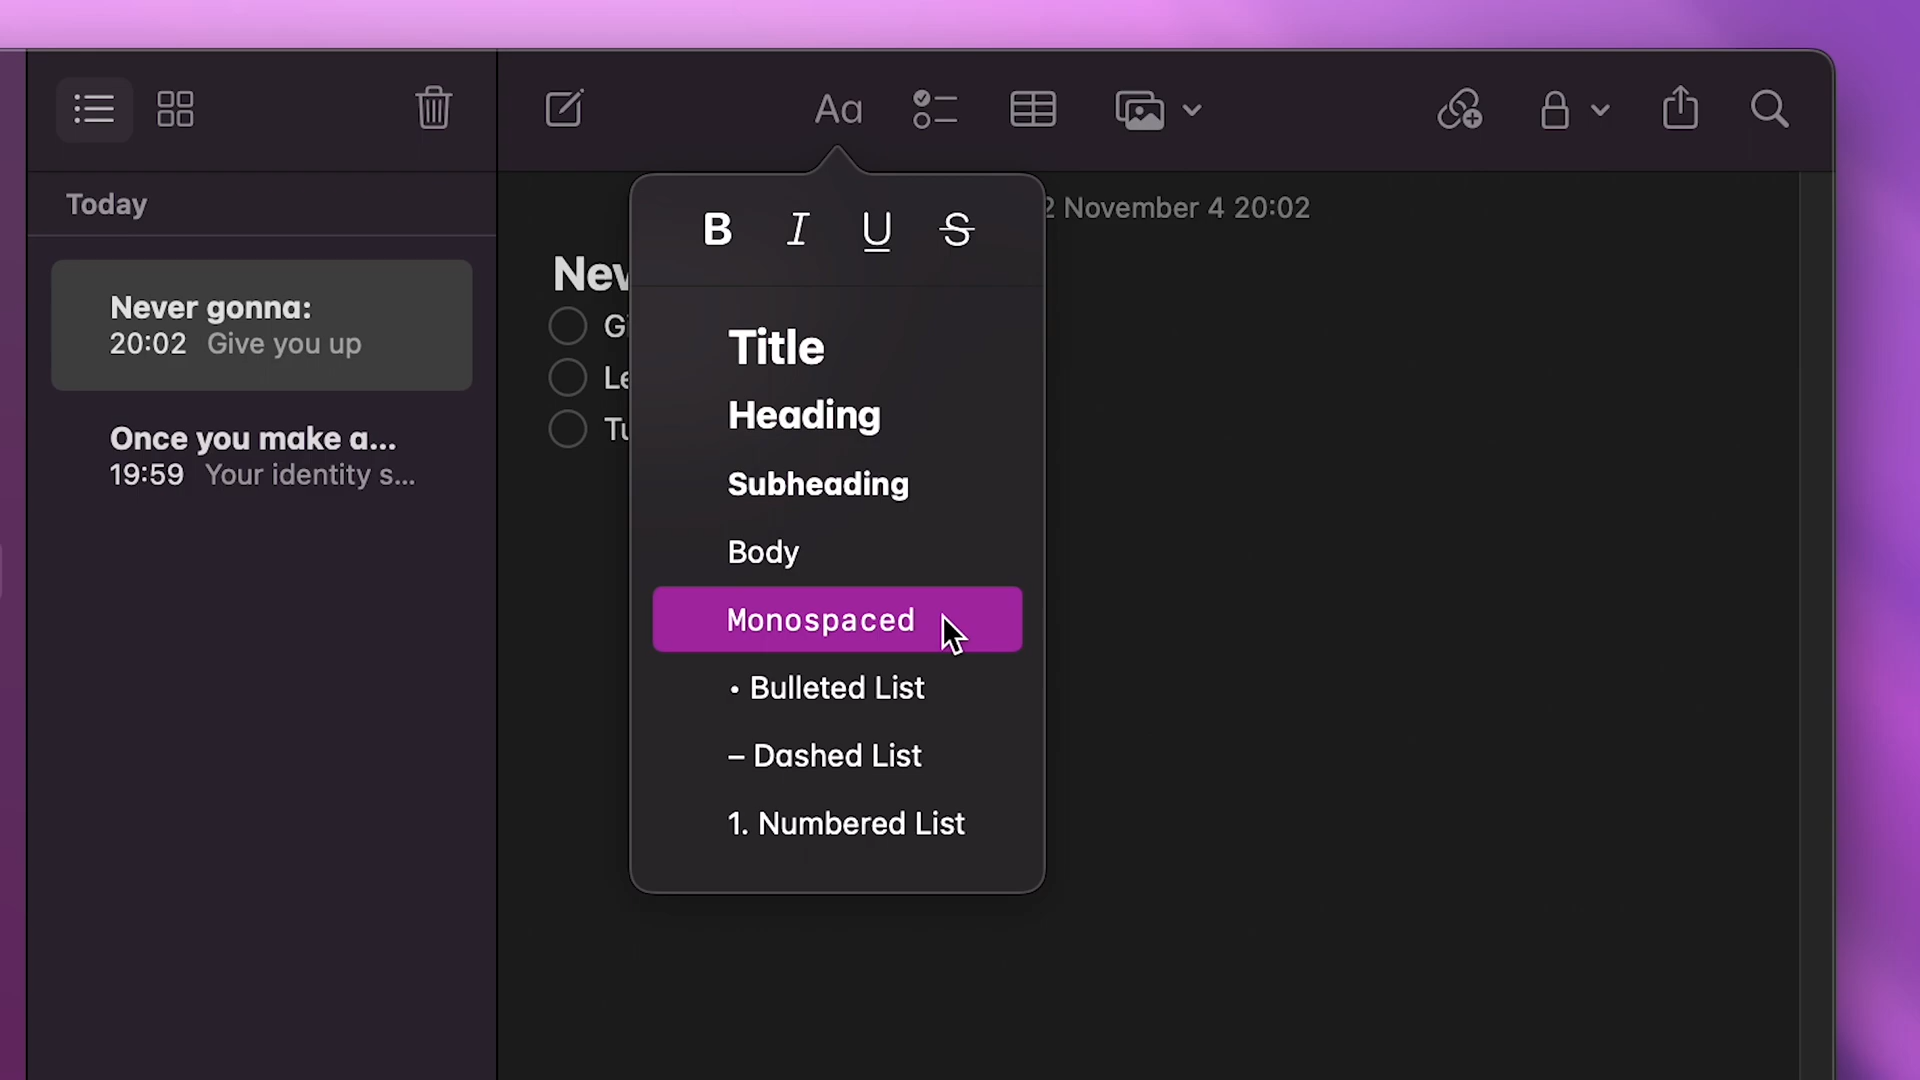 Aa
Today
Never gonna:
20:02 Give you up
Once you make a...
19:59 Your identity s...
November 4 20:02
B I U S
Title
Heading
Subheading
Body
Monospaced
• Bulleted List
– Dashed List
1. Numbered List